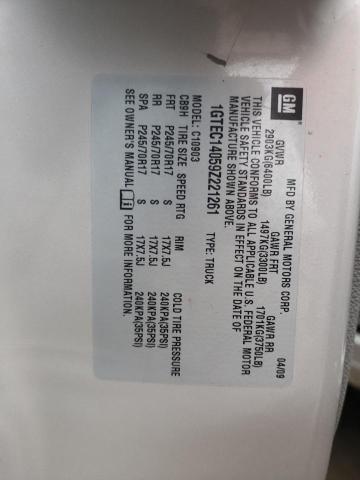 GM
MFD BY GENERAL MOTORS CORP. 04/09
GVWR GAWR FRT GAWR RR
2903KG(6400LB) 1497KG(3300LB) 1701KG(3750LB)
THIS VEHICLE CONFORMS TO ALL APPLICABLE U.S. FEDERAL MOTOR
VEHICLE SAFETY STANDARDS IN EFFECT ON THE DATE OF
MANUFACTURE SHOWN ABOVE.
1GTEC14059Z221261 TYPE: TRUCK
MODEL: C10903
CB9H TIRE SIZE SPEED RTG RIM COLD TIRE PRESSURE
FRT P245/70R17 S 17X7.5J 240KPA(35PSI)
RR P245/70R17 S 17X7.5J 240KPA(35PSI)
SPA P245/70R17 S 17X7.5J 240KPA(35PSI)
SEE OWNER'S MANUAL i FOR MORE INFORMATION.